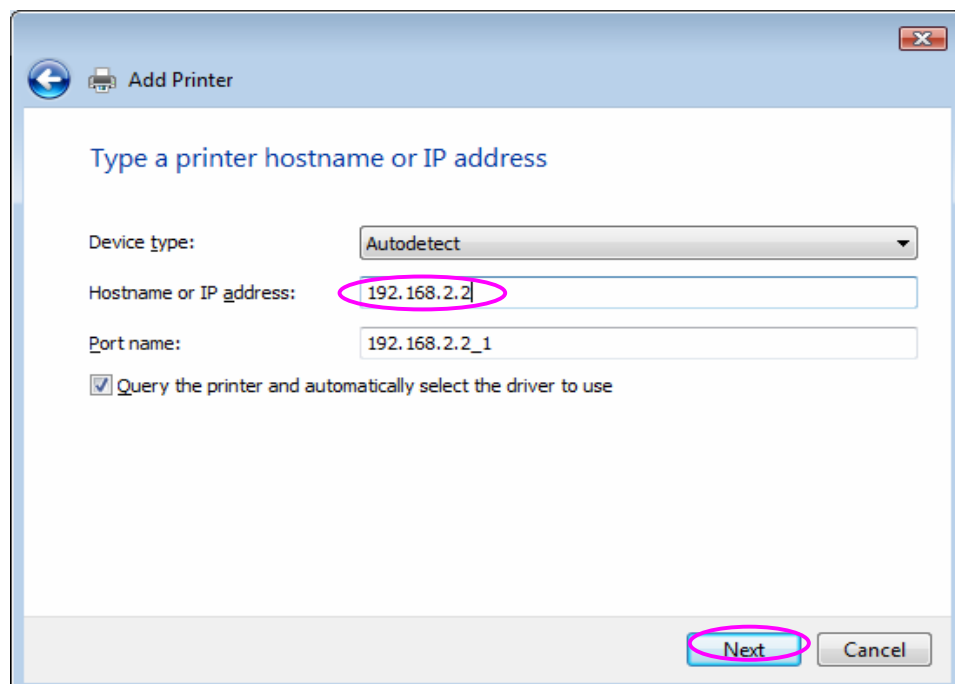 Add Printer
Type a printer hostname or IP address
Device type: Autodetect
Hostname or IP address: 192.168.2.2
Port name: 192.168.2.2_1
Query the printer and automatically select the driver to use
Next Cancel